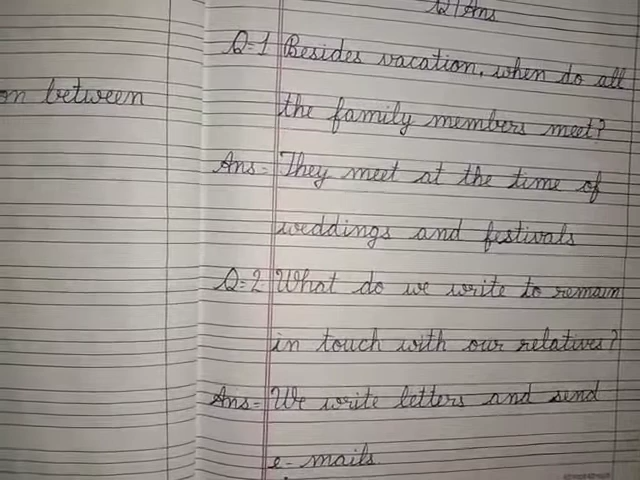 Q/Ans
on between
Q=1 Besides vacation, when do all
the family members meet?
Ans= They meet at the time of
weddings and festivals
Q=2 What do we write to remain
in touch with our relatives?
Ans= We write letters and send
e-mails